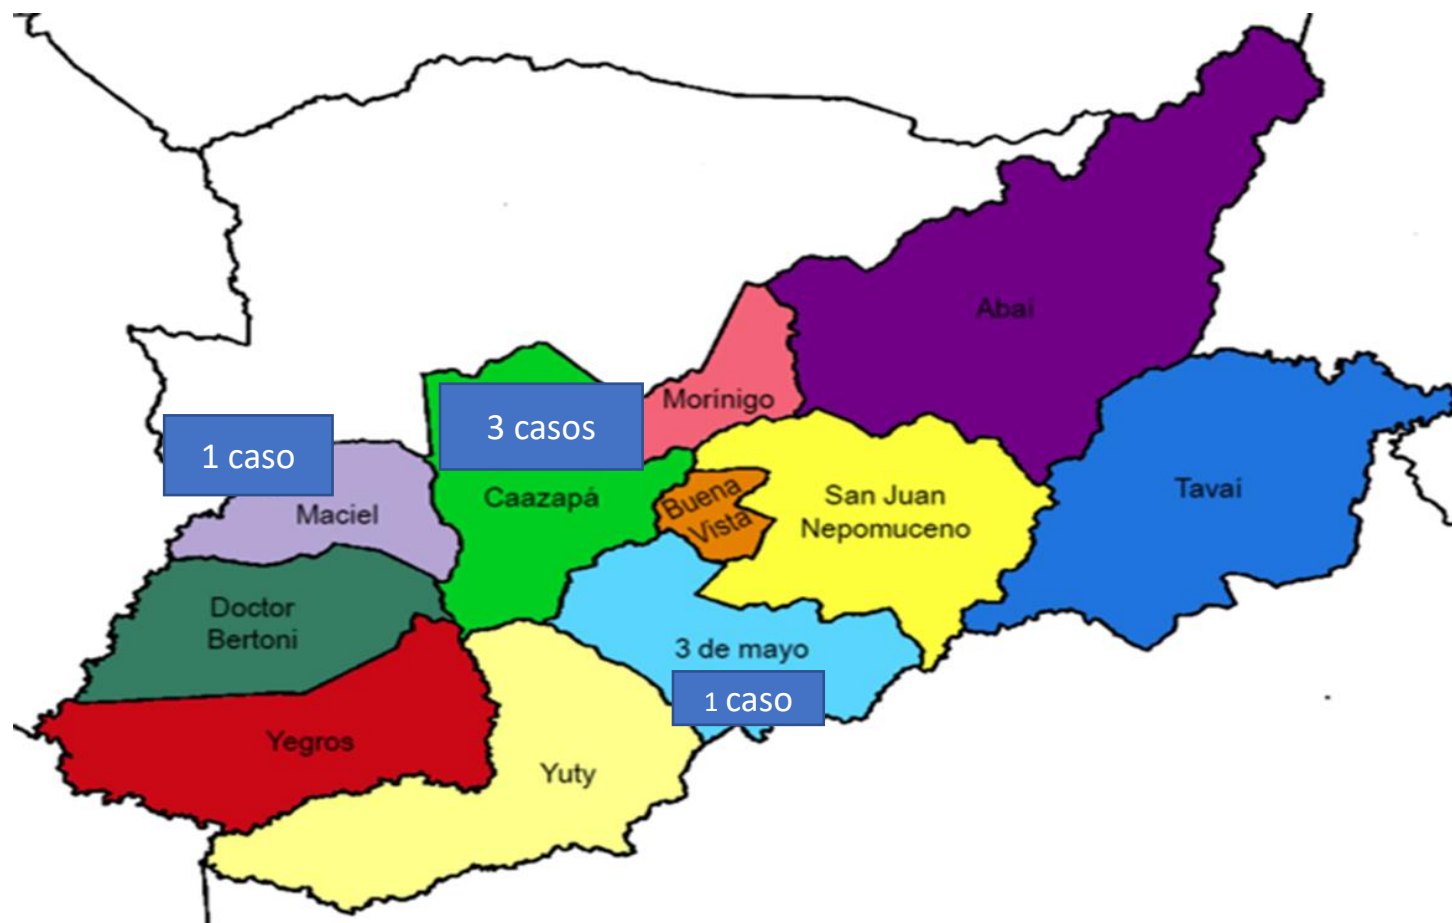 Abaí
Morínigo
3 casos
1 caso
Maciel
Caazapá
Buena
Vista
San Juan
Nepomuceno
Tavaí
Doctor
Bertoni
3 de mayo
1 caso
Yegros
Yuty